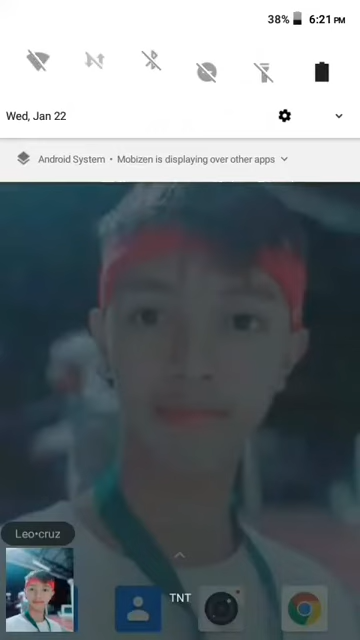 38% 6:21 PM
Wed, Jan 22
Android System • Mobizen is displaying over other apps
Leo•cruz
TNT